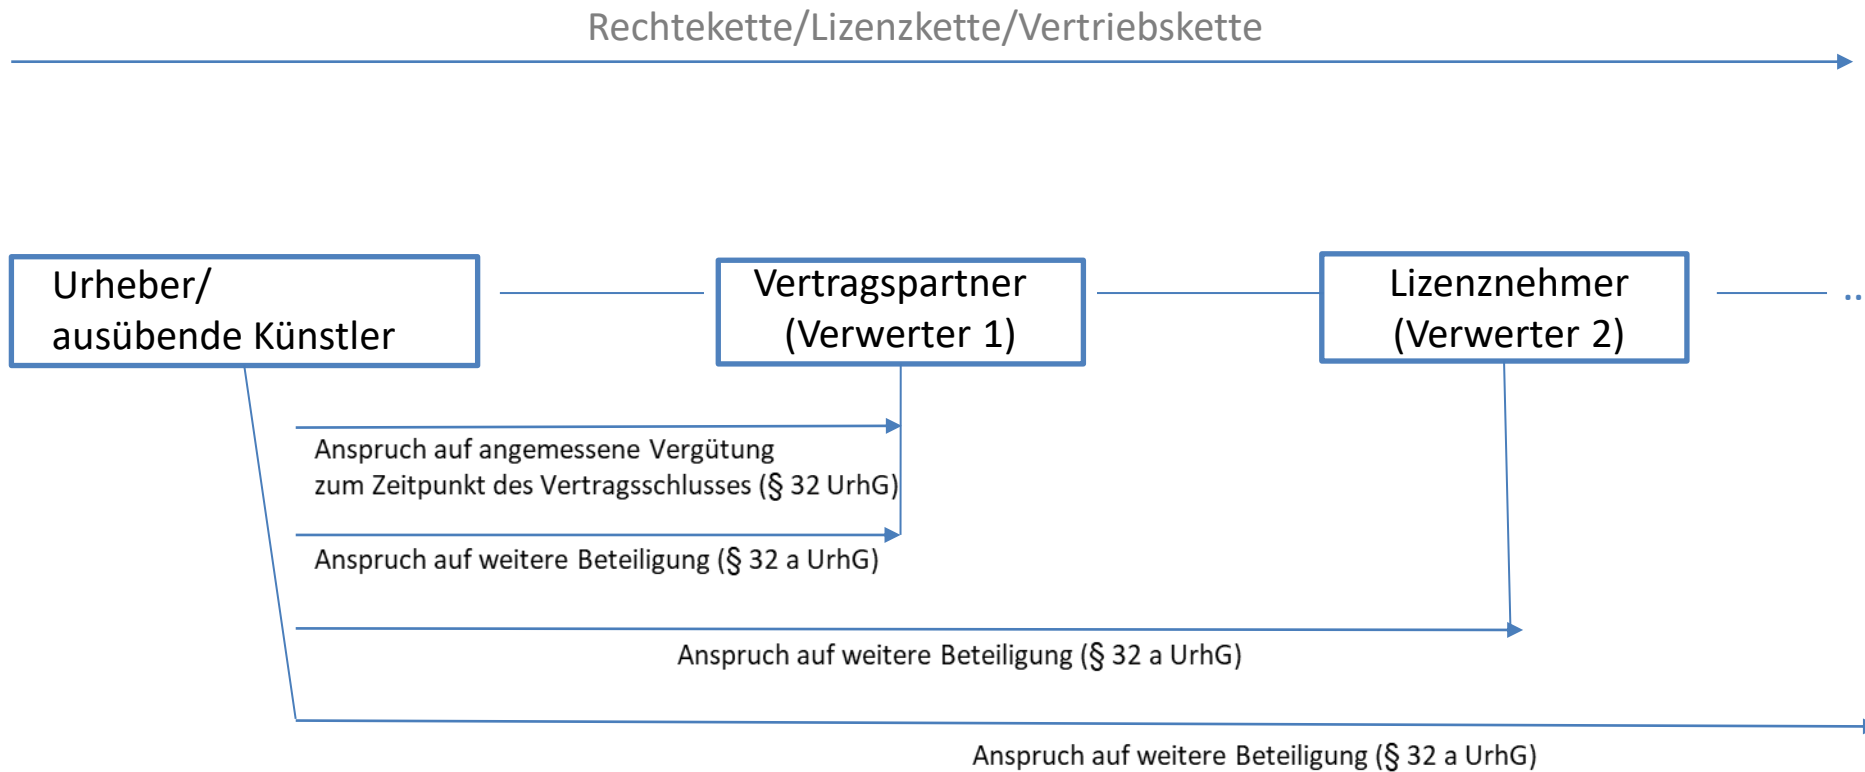 Rechtekette/Lizenzkette/Vertriebskette
Urheber/
ausübende Künstler
Vertragspartner
(Verwerter 1)
Lizenznehmer
(Verwerter 2)
..
Anspruch auf angemessene Vergütung
zum Zeitpunkt des Vertragsschlusses (§ 32 UrhG)
Anspruch auf weitere Beteiligung (§ 32 a UrhG)
Anspruch auf weitere Beteiligung (§ 32 a UrhG)
Anspruch auf weitere Beteiligung (§ 32 a UrhG)